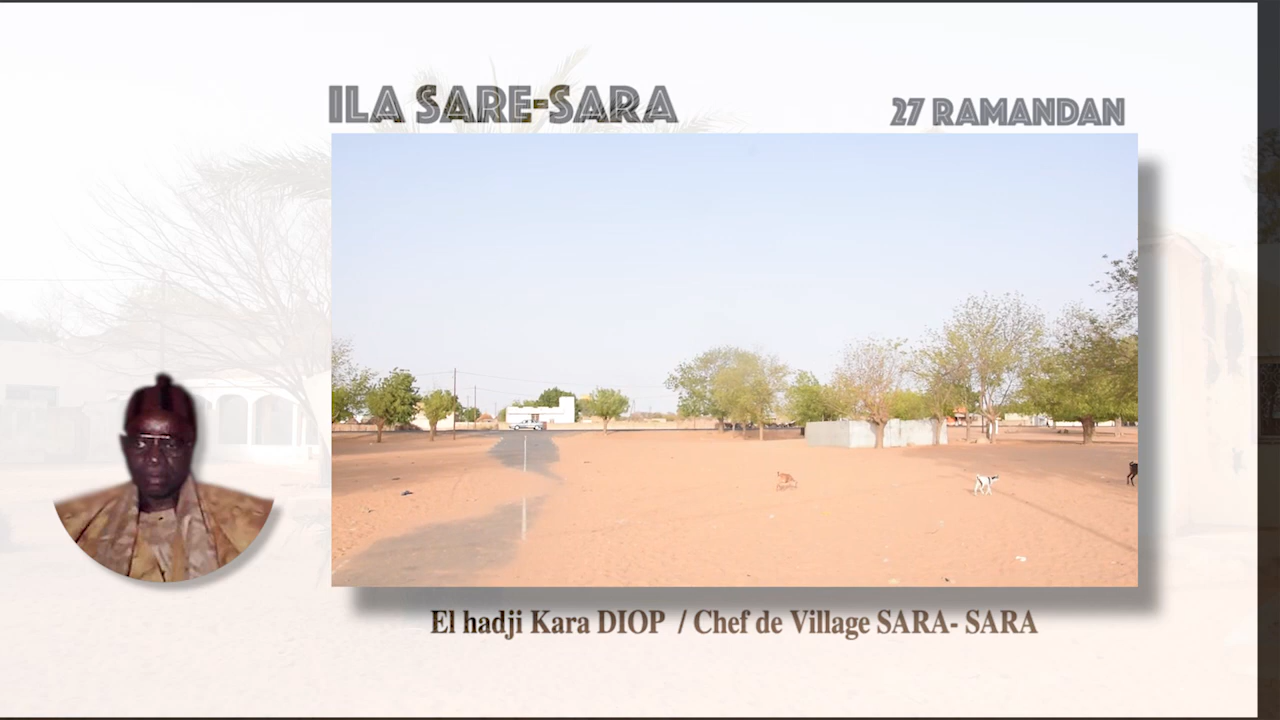 ILA SARE-SARA
27 RAMANDAN
El hadji Kara DIOP / Chef de Village SARA- SARA